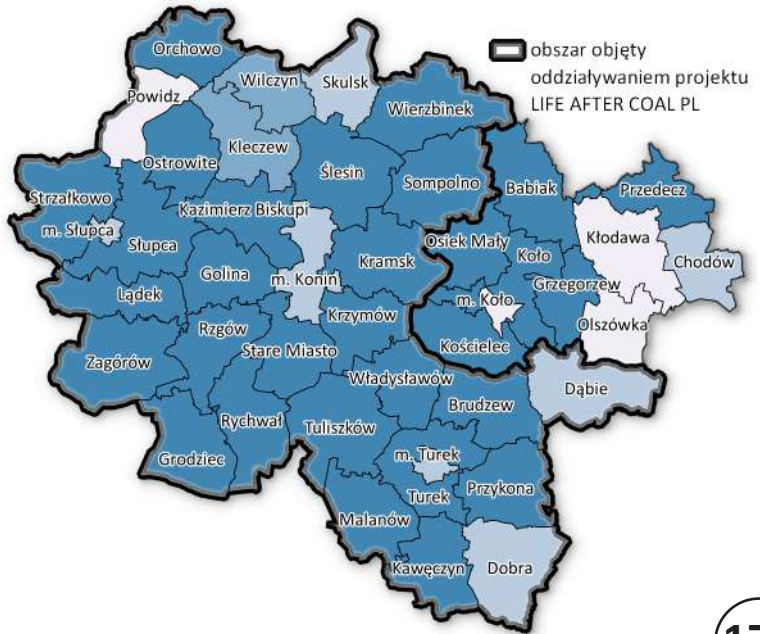 Orchowo
obszar objęty
oddziaływaniem projektu
LIFE AFTER COAL PL
Wilczyn
Skulsk
Powidz
Wierzbinek
Kleczew
Ostrowite
Ślesin
Sompolno
Babiak
Przedecz
Strzałkowo
Kazimierz Biskupi
m. Słupca
Słupca
Osiek Mały
Kłodawa
Koło
Chodów
Golina
Kramsk
m. Konin
Grzegorzew
Lądek
m. Koło
Krzymów
Olszówka
Rzgów
Kościelec
Stare Miasto
Zagórów
Władysławów
Dąbie
Brudzew
Rychwał
Tuliszków
m. Turek
Grodziec
Turek
Przykona
Malanów
Kawęczyn
Dobra